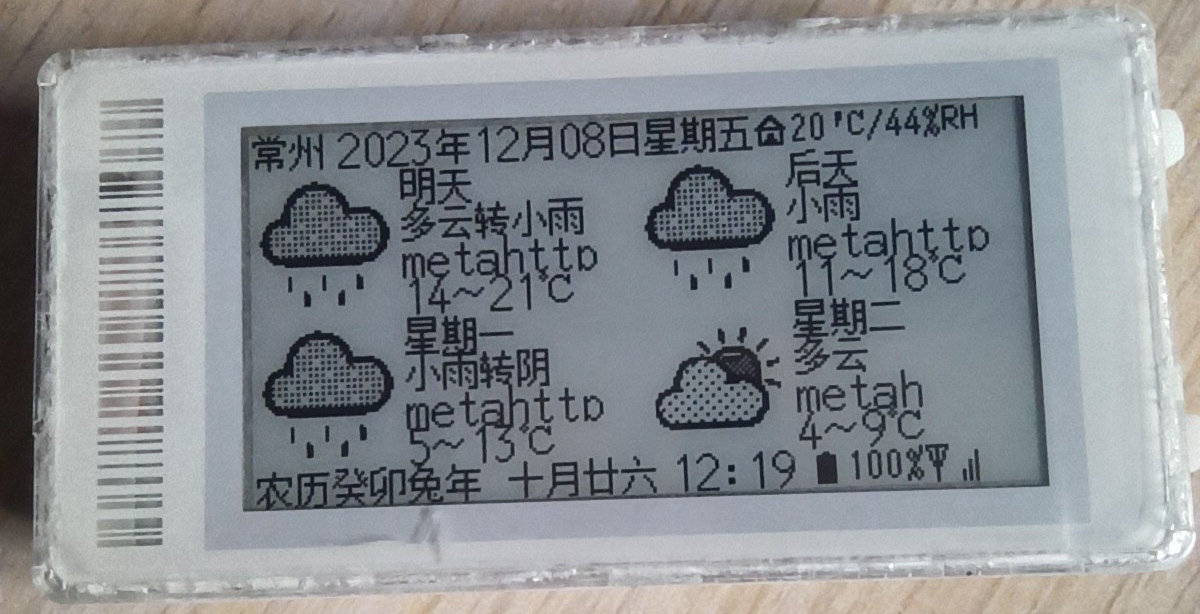 常州 2023年12月08日星期五 20℃/44%RH
明天
多云转小雨
metahttp
14~21℃
后天
小雨
metahttp
11~18℃
星期一
小雨转阴
metahttp
5~13℃
星期二
多云
metah
4~9℃
农历癸卯兔年 十月廿六 12:19 100%